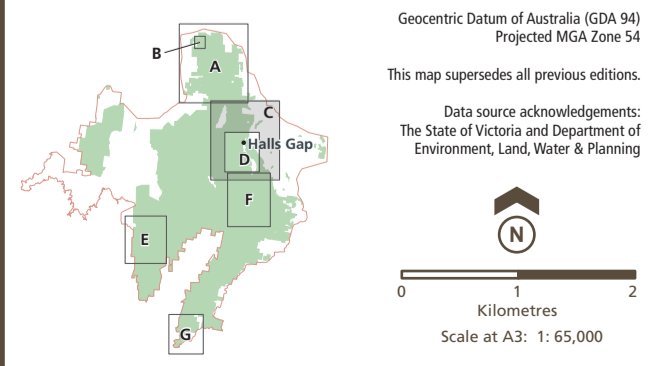 Geocentric Datum of Australia (GDA 94)
Projected MGA Zone 54
This map supersedes all previous editions.
Data source acknowledgements:
The State of Victoria and Department of
Environment, Land, Water & Planning
B
A
C
Halls Gap
D
F
E
G
N
0 1 2
Kilometres
Scale at A3: 1: 65,000